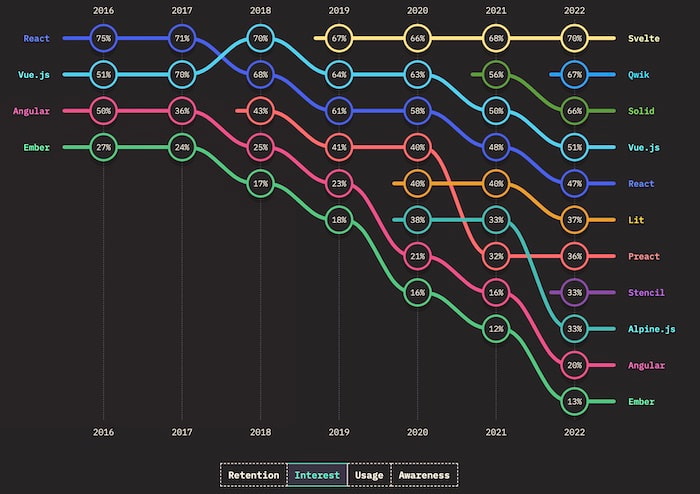 2016 2017 2018 2019 2020 2021 2022
React 75% 71% 70% 67% 66% 68% 70% Svelte
Vue.js 51% 70% 68% 64% 63% 56% 67% Qwik
Angular 50% 36% 43% 61% 58% 50% 66% Solid
Ember 27% 24% 25% 41% 40% 48% 51% Vue.js
17% 23% 40% 40% 47% React
18% 38% 33% 37% Lit
21% 32% 36% Preact
16% 16% 33% Stencil
12% 33% Alpine.js
20% Angular
13% Ember
2016 2017 2018 2019 2020 2021 2022
Retention Interest Usage Awareness